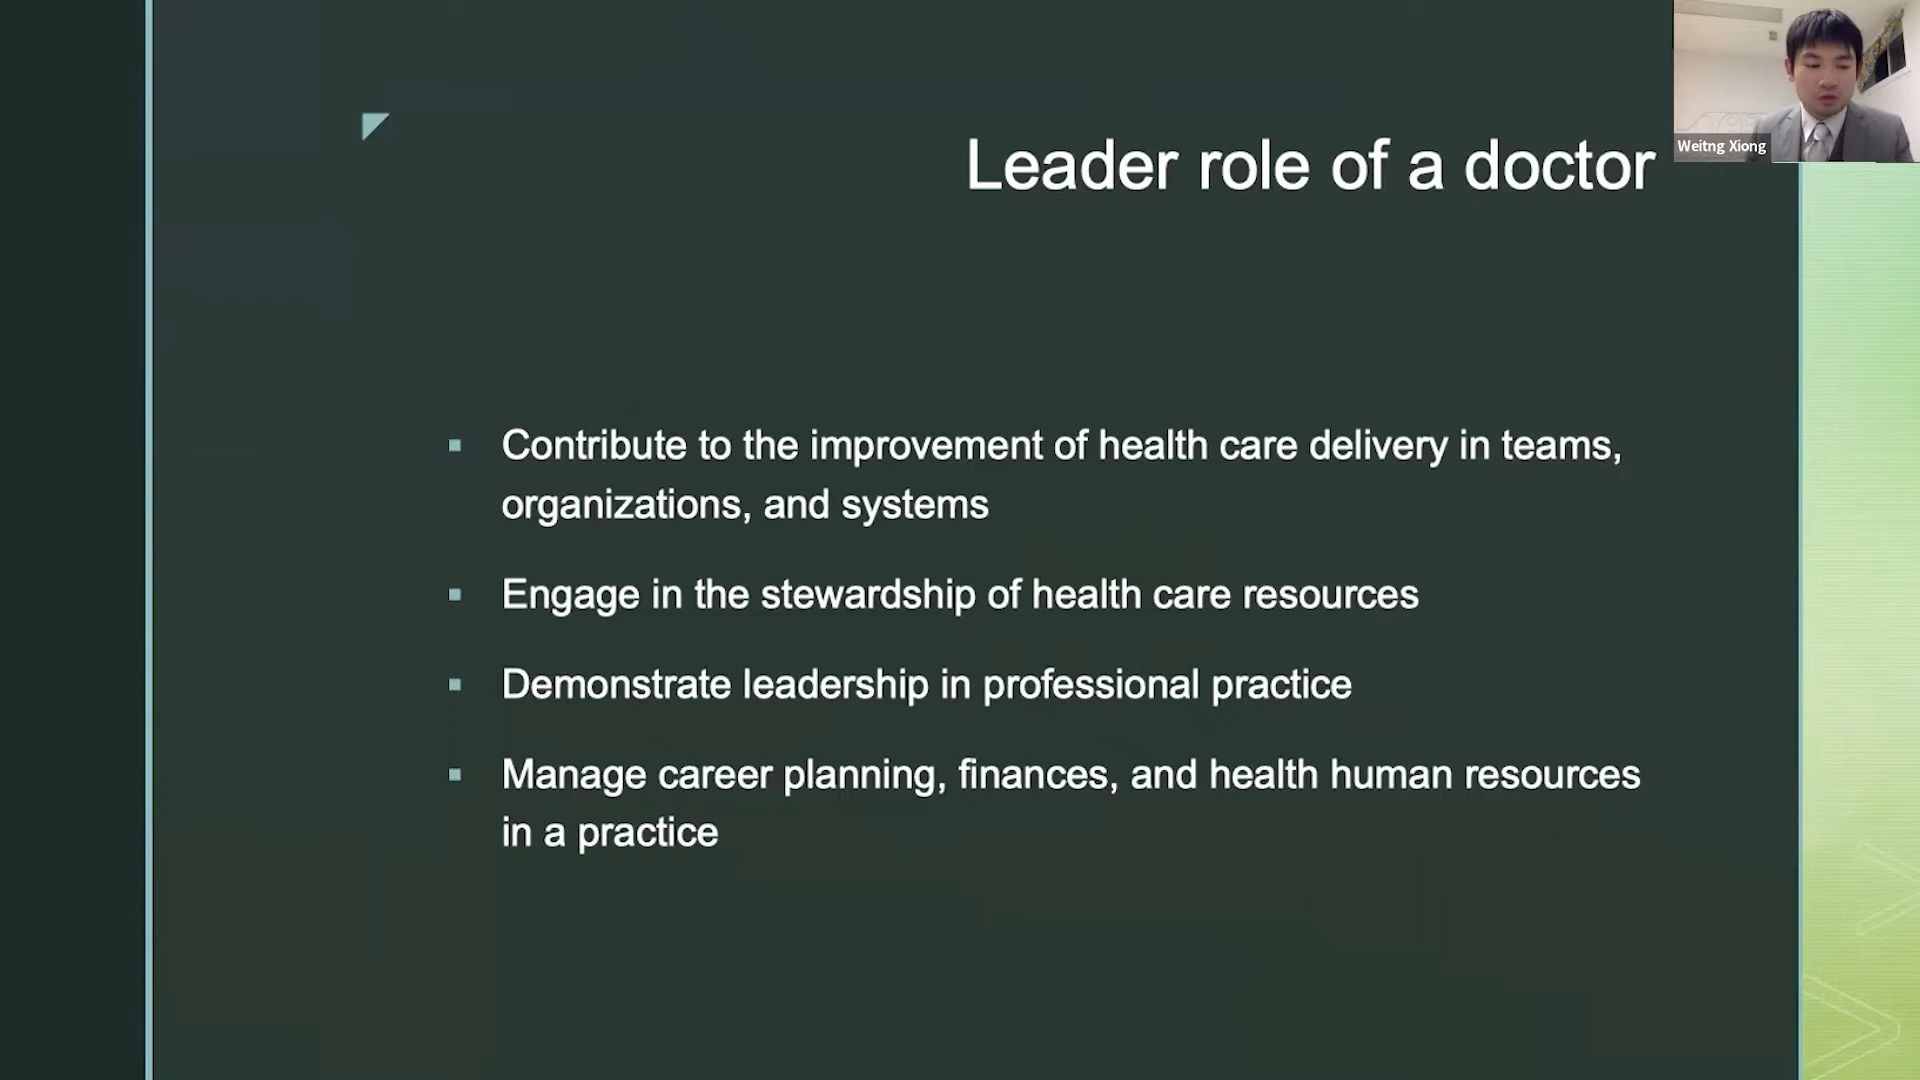 Leader role of a doctor
Weitng Xiong
Contribute to the improvement of health care delivery in teams,
organizations, and systems
Engage in the stewardship of health care resources
Demonstrate leadership in professional practice
Manage career planning, finances, and health human resources
in a practice